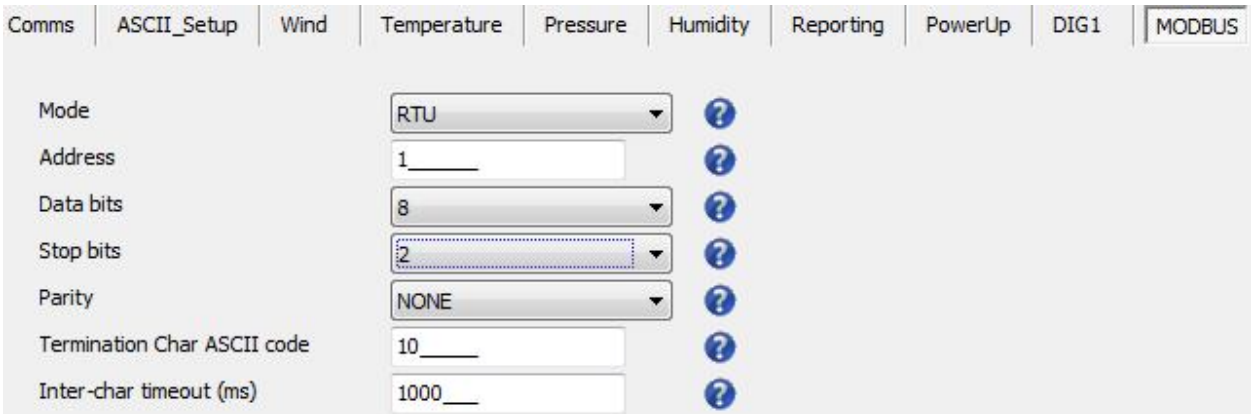 Comms ASCII_Setup Wind Temperature Pressure Humidity Reporting PowerUp DIG1 MODBUS
Mode RTU ?
Address 1______ ?
Data bits 8 ?
Stop bits 2 ?
Parity NONE ?
Termination Char ASCII code 10_____ ?
Inter-char timeout (ms) 1000___ ?